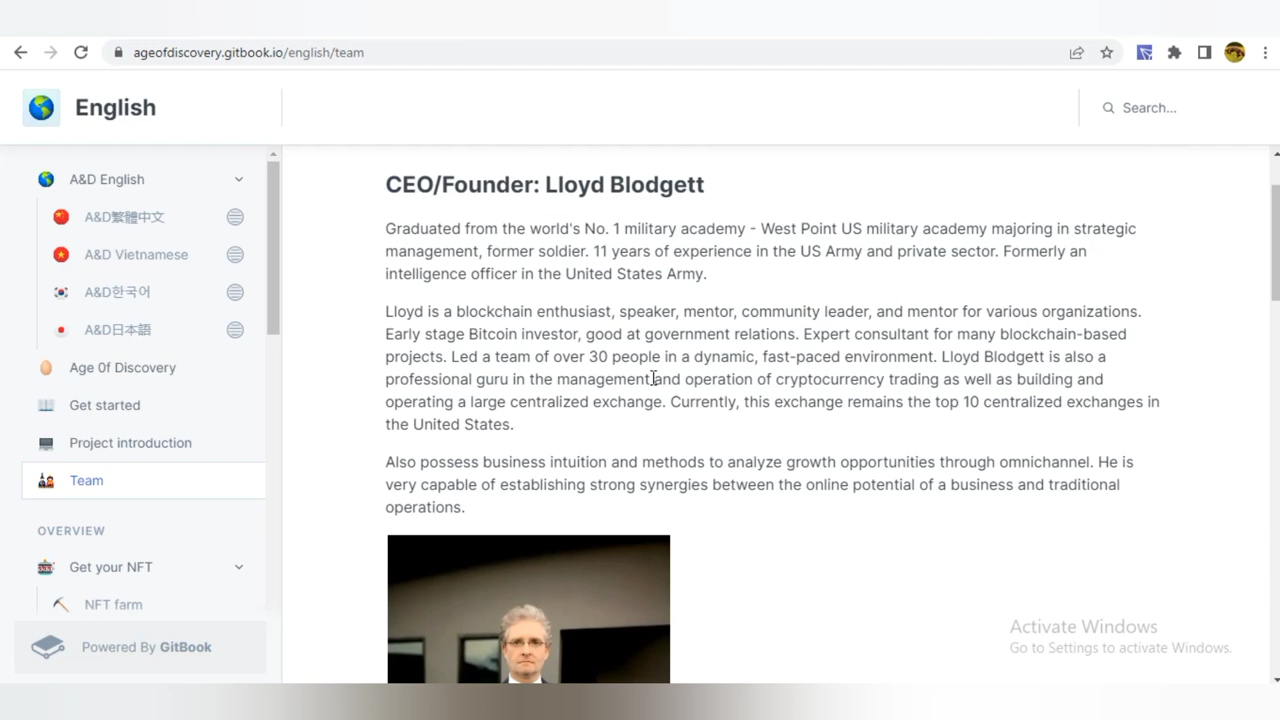 ageofdiscovery.gitbook.io/english/team
English
Search...
A&D English
A&D繁體中文
A&D Vietnamese
A&D한국어
A&D日本語
Age 0f Discovery
Get started
Project introduction
Team
OVERVIEW
Get your NFT
NFT farm
Powered By GitBook
CEO/Founder: Lloyd Blodgett
Graduated from the world's No. 1 military academy - West Point US military academy majoring in strategic
management, former soldier. 11 years of experience in the US Army and private sector. Formerly an
intelligence officer in the United States Army.
Lloyd is a blockchain enthusiast, speaker, mentor, community leader, and mentor for various organizations.
Early stage Bitcoin investor, good at government relations. Expert consultant for many blockchain-based
projects. Led a team of over 30 people in a dynamic, fast-paced environment. Lloyd Blodgett is also a
professional guru in the management and operation of cryptocurrency trading as well as building and
operating a large centralized exchange. Currently, this exchange remains the top 10 centralized exchanges in
the United States.
Also possess business intuition and methods to analyze growth opportunities through omnichannel. He is
very capable of establishing strong synergies between the online potential of a business and traditional
operations.
Activate Windows
Go to Settings to activate Windows.